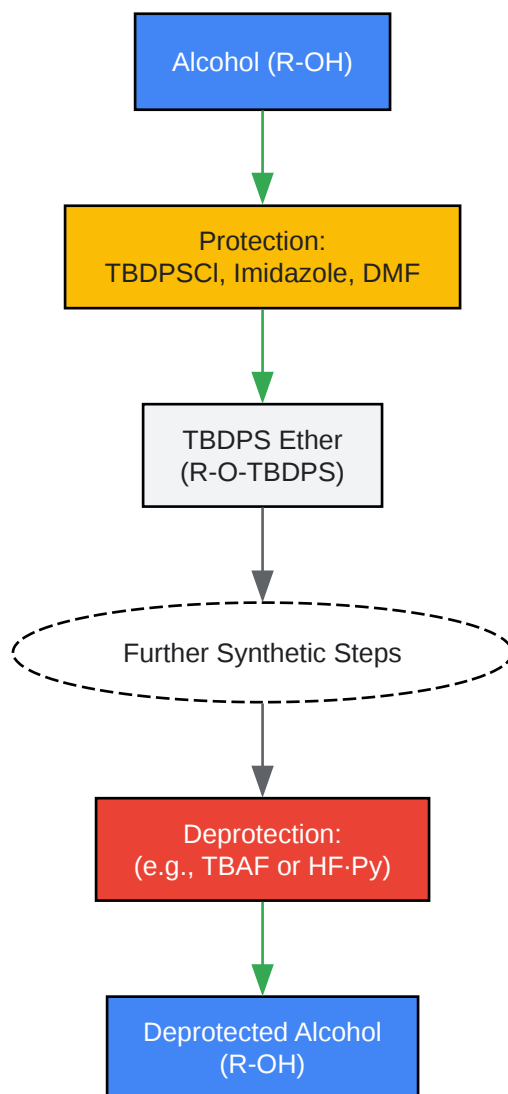 Alcohol (R-OH)
Protection:
TBDPSCl, Imidazole, DMF
TBDPS Ether
(R-O-TBDPS)
Further Synthetic Steps
Deprotection:
(e.g., TBAF or HF·Py)
Deprotected Alcohol
(R-OH)